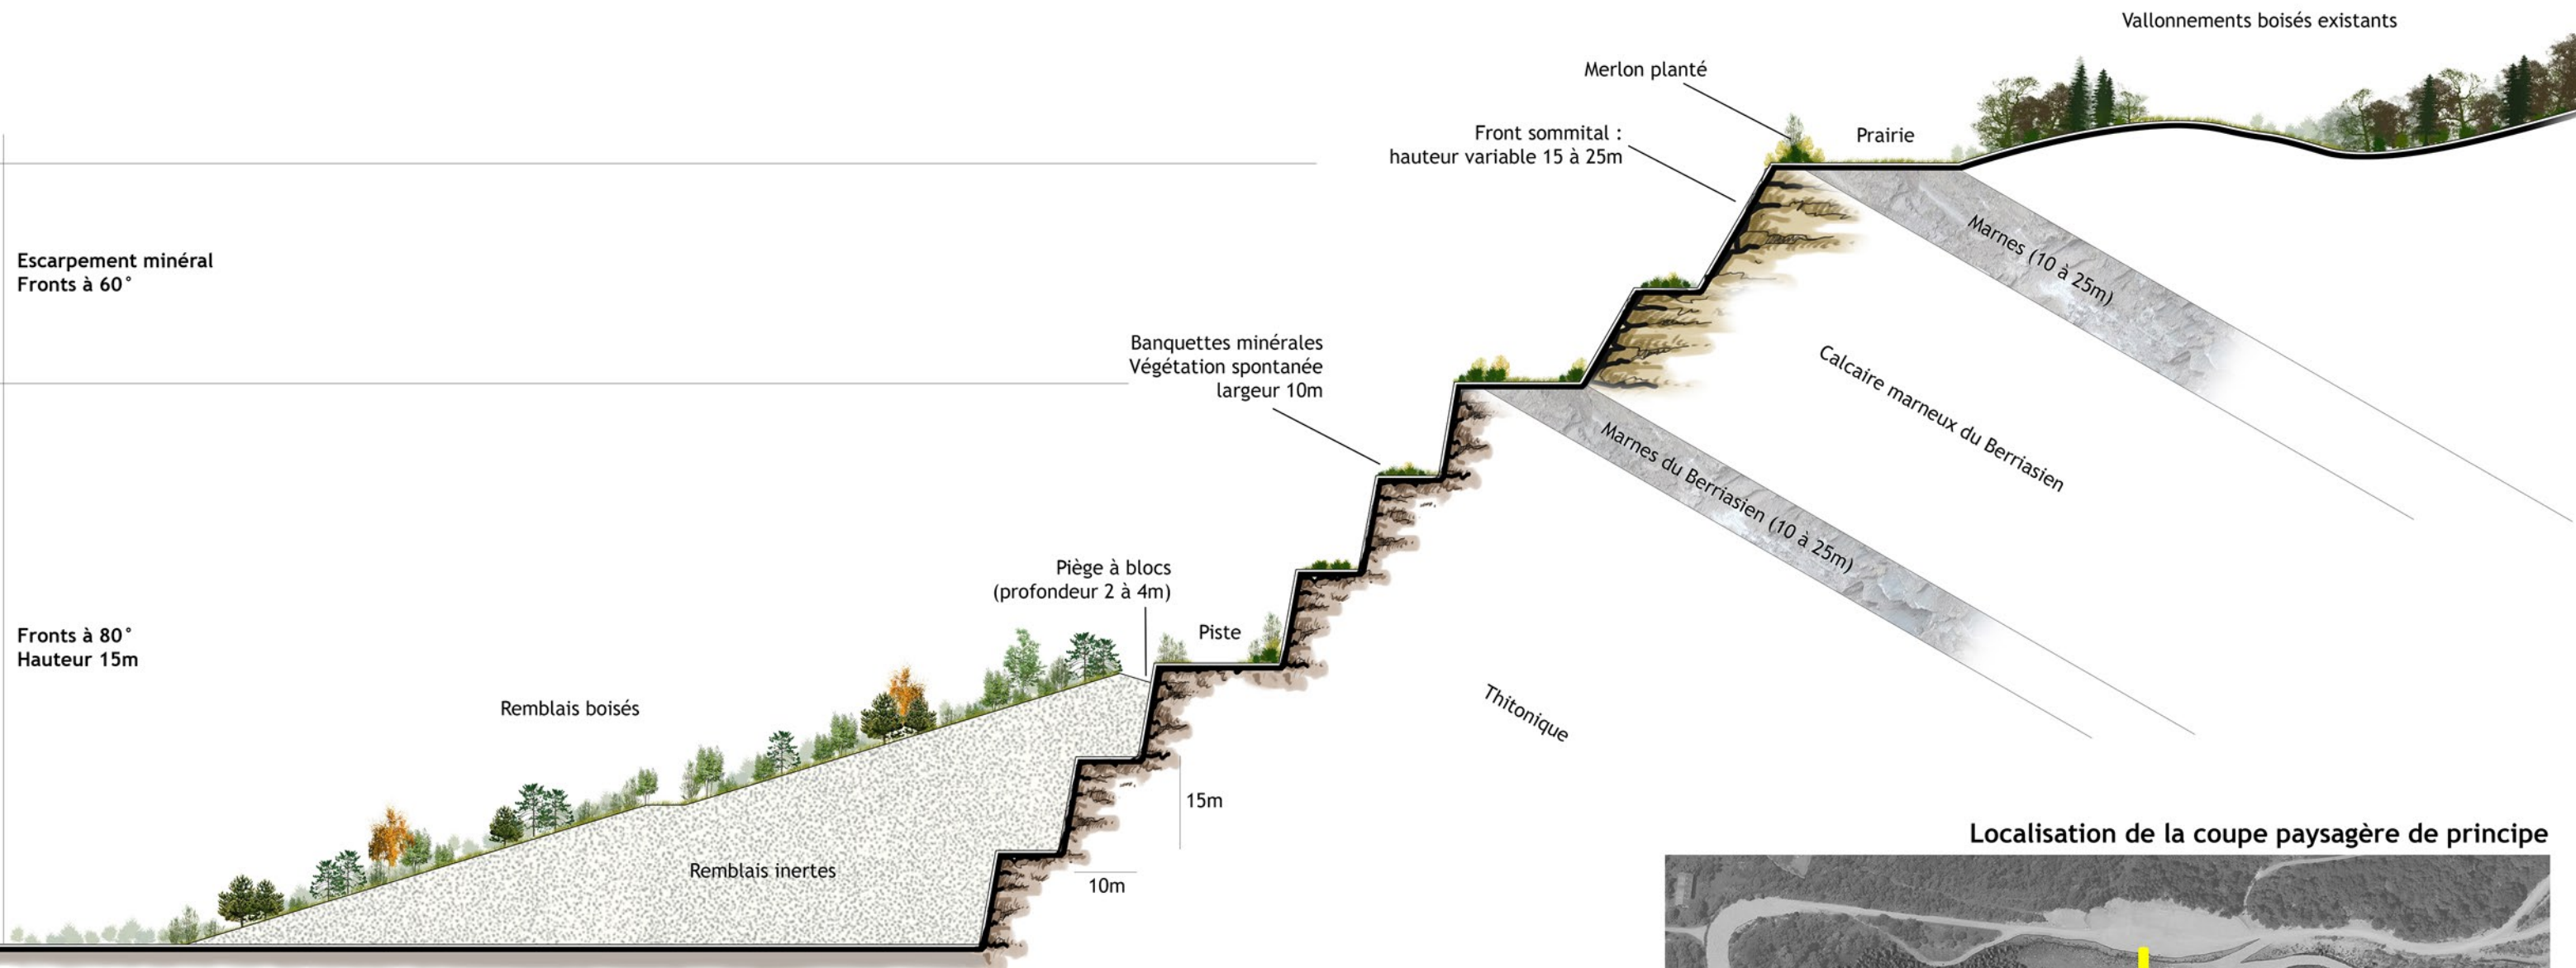 Vallonnements boisés existants
Merlon planté
Front sommital :
hauteur variable 15 à 25m
Prairie
Escarpement minéral
Fronts à 60°
Marnes (10 à 25m)
Banquettes minérales
Végétation spontanée
largeur 10m
Calcaire marneux du Berriasien
Marnes du Berriasien (10 à 25m)
Piège à blocs
(profondeur 2 à 4m)
Piste
Fronts à 80°
Hauteur 15m
Remblais boisés
Thitonique
15m
Remblais inertes
10m
Localisation de la coupe paysagère de principe